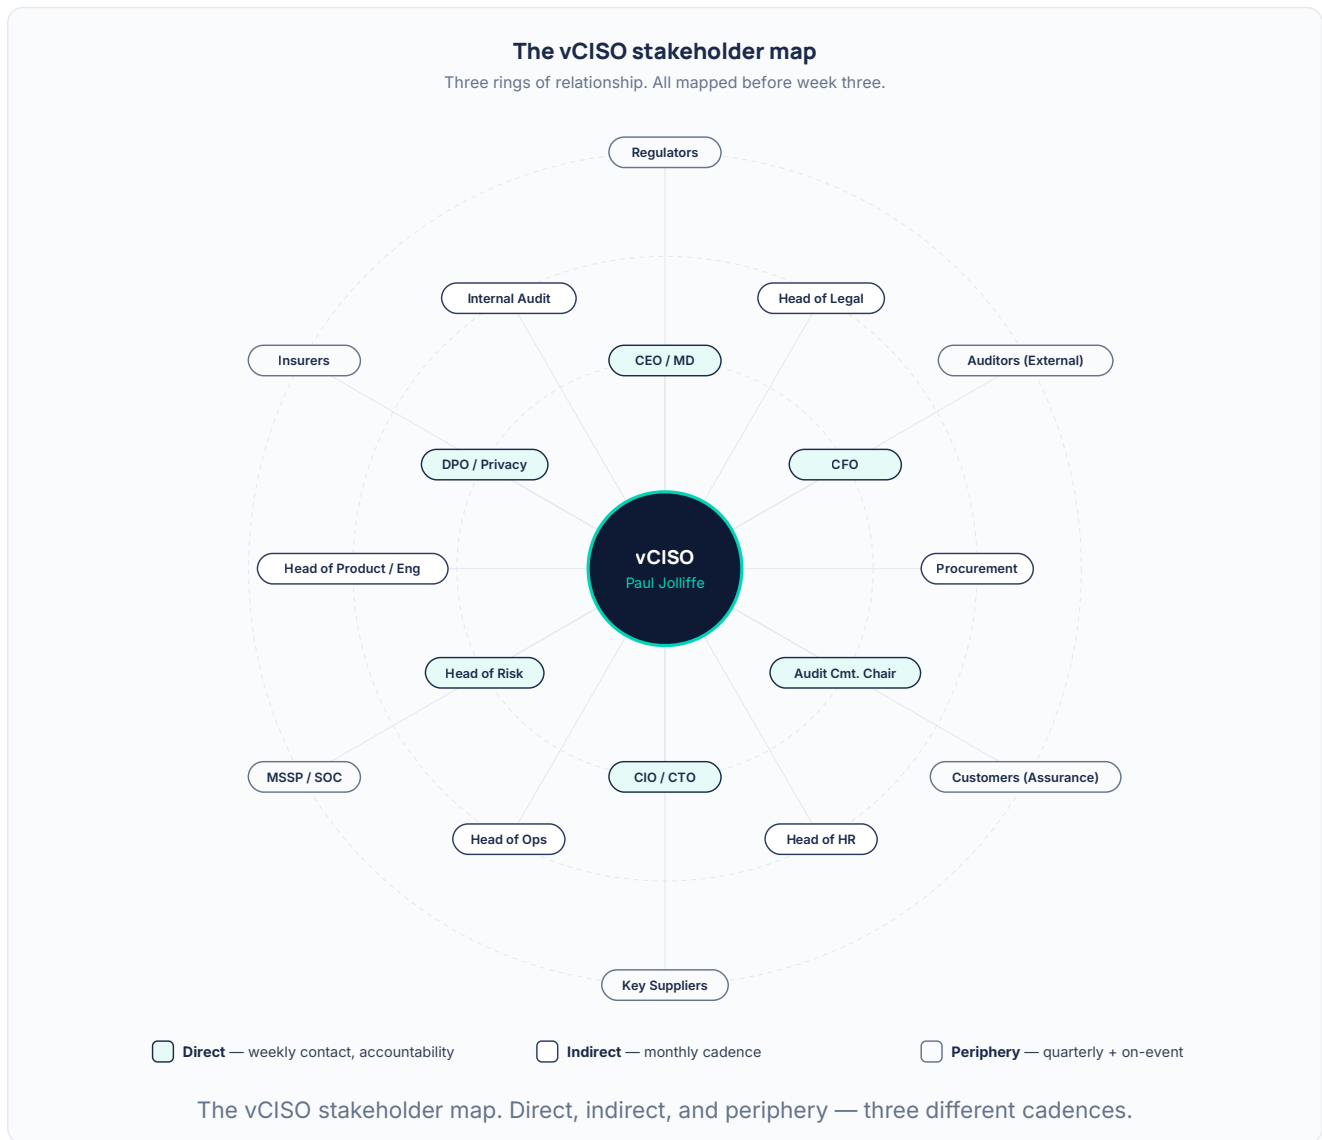 The vCISO stakeholder map
Three rings of relationship. All mapped before week three.
Regulators
Internal Audit
Head of Legal
Insurers
CEO / MD
Auditors (External)
DPO / Privacy
CFO
vCISO
Paul Jolliffe
Head of Product / Eng
Procurement
Head of Risk
Audit Cmt. Chair
MSSP / SOC
CIO / CTO
Customers (Assurance)
Head of Ops
Head of HR
Key Suppliers
Direct — weekly contact, accountability
Indirect — monthly cadence
Periphery — quarterly + on-event
The vCISO stakeholder map. Direct, indirect, and periphery — three different cadences.